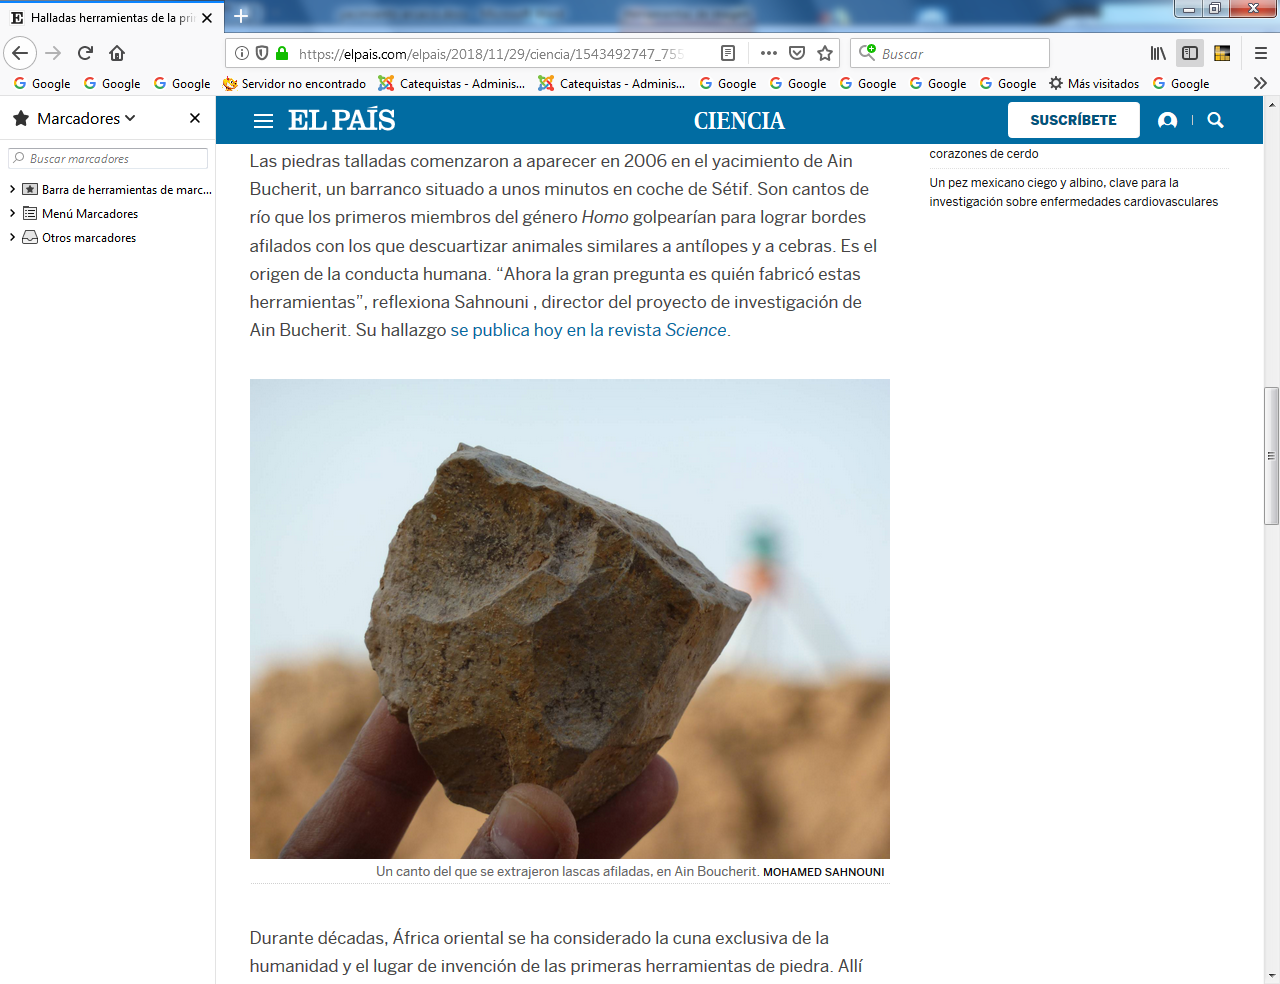 Halladas herramientas de la pri
https://elpais.com/elpais/2018/11/29/ciencia/1543492747_755
Buscar
Google
Google
Google
Servidor no encontrado
Catequistas - Adminis...
Catequistas - Adminis...
Google
Google
Google
Google
Google
Más visitados
Google
Marcadores
Buscar marcadores
Barra de herramientas de marc...
Menú Marcadores
Otros marcadores
EL PAÍS
CIENCIA
SUSCRÍBETE
Las piedras talladas comenzaron a aparecer en 2006 en el yacimiento de Ain
Bucherit, un barranco situado a unos minutos en coche de Sétif. Son cantos de
río que los primeros miembros del género Homo golpearían para lograr bordes
afilados con los que descuartizar animales similares a antílopes y a cebras. Es el
origen de la conducta humana. “Ahora la gran pregunta es quién fabricó estas
herramientas”, reflexiona Sahnouni , director del proyecto de investigación de
Ain Bucherit. Su hallazgo se publica hoy en la revista Science.
Un canto del que se extrajeron lascas afiladas, en Ain Boucherit. MOHAMED SAHNOUNI
Durante décadas, África oriental se ha considerado la cuna exclusiva de la
humanidad y el lugar de invención de las primeras herramientas de piedra. Allí
corazones de cerdo
Un pez mexicano ciego y albino, clave para la
investigación sobre enfermedades cardiovasculares